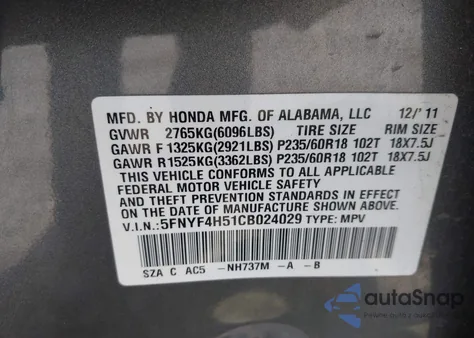 MFD. BY HONDA MFG. OF ALABAMA, LLC 12/'11
GVWR 2765KG(6096LBS) TIRE SIZE RIM SIZE
GAWR F 1325KG(2921LBS) P235/60R18 102T 18X7.5J
GAWR R 1525KG(3362LBS) P235/60R18 102T 18X7.5J
THIS VEHICLE CONFORMS TO ALL APPLICABLE
FEDERAL MOTOR VEHICLE SAFETY
AND THEFT PREVENTION STANDARDS IN EFFECT
ON THE DATE OF MANUFACTURE SHOWN ABOVE.
V.I.N.:5FNYF4H51CB024029 TYPE: MPV
SZA C AC5 -NH737M -A -B
autoSnap